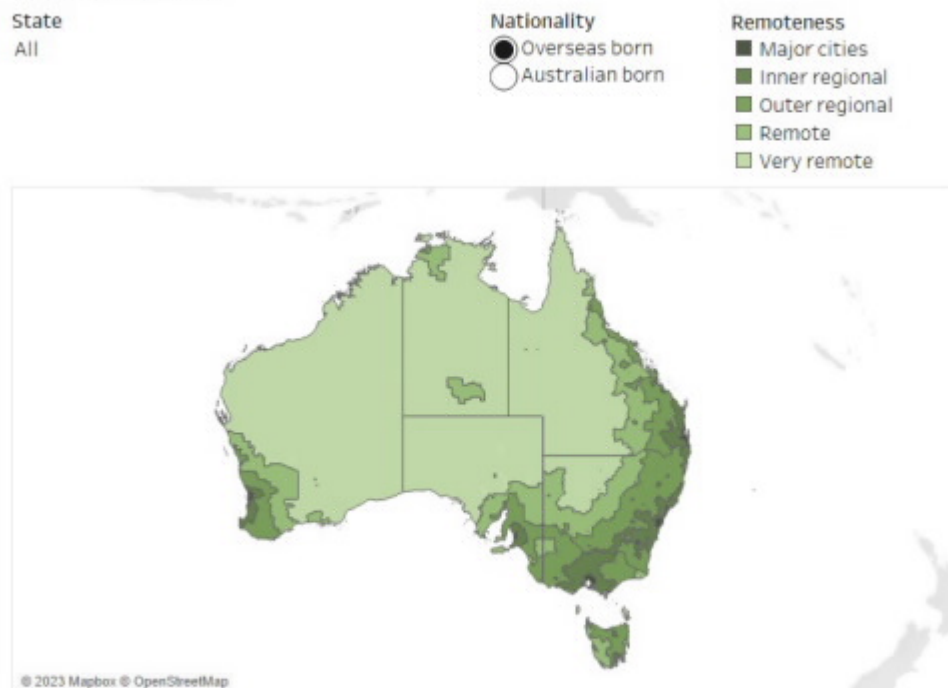 State
All
Nationality
Overseas born
Australian born
Remoteness
Major cities
Inner regional
Outer regional
Remote
Very remote
© 2023 Mapbox © OpenStreetMap